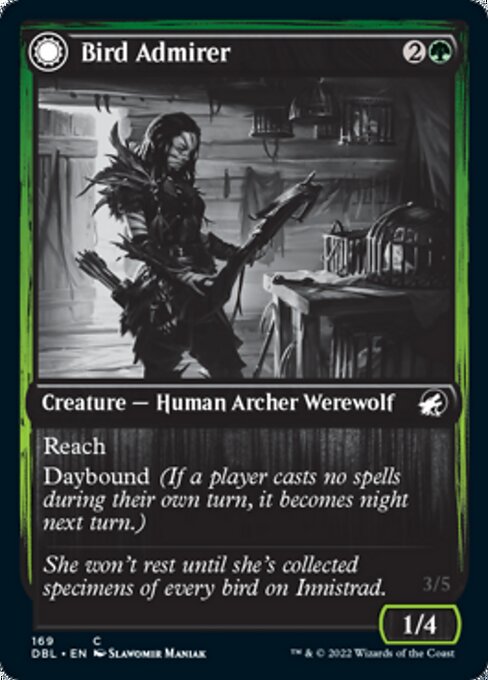 Bird Admirer 2
Creature — Human Archer Werewolf
Reach
Daybound (If a player casts no spells
during their own turn, it becomes night
next turn.)
She won't rest until she's collected
specimens of every bird on Innistrad.
3/5
1/4
169 C
DBL • EN Slawomir Maniak
™ & © 2022 Wizards of the Coast